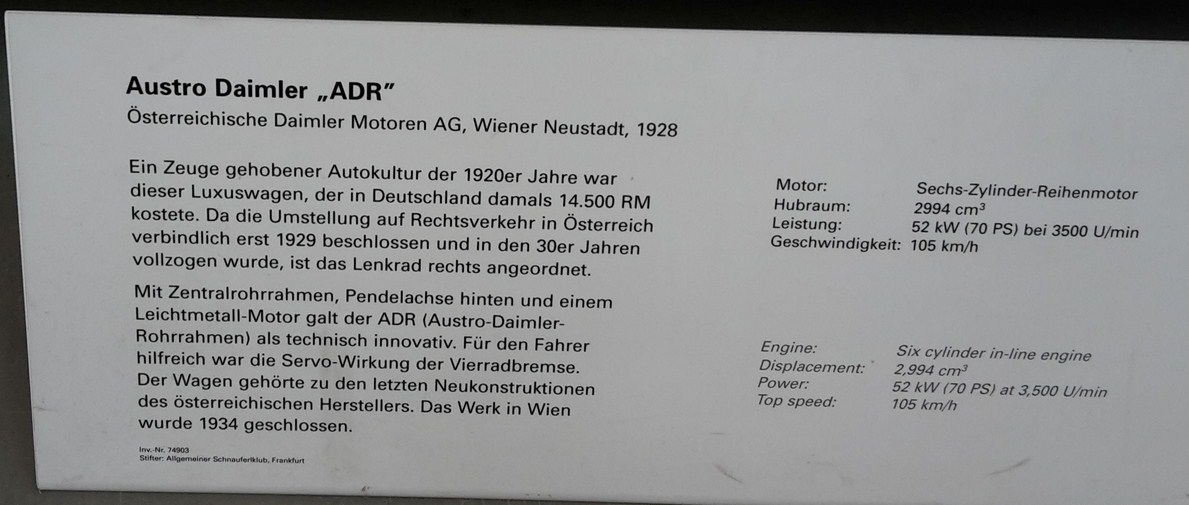 Austro Daimler „ADR”
Österreichische Daimler Motoren AG, Wiener Neustadt, 1928
Ein Zeuge gehobener Autokultur der 1920er Jahre war
dieser Luxuswagen, der in Deutschland damals 14.500 RM
kostete. Da die Umstellung auf Rechtsverkehr in Österreich
verbindlich erst 1929 beschlossen und in den 30er Jahren
vollzogen wurde, ist das Lenkrad rechts angeordnet.
Mit Zentralrohrrahmen, Pendelachse hinten und einem
Leichtmetall-Motor galt der ADR (Austro-Daimler-
Rohrrahmen) als technisch innovativ. Für den Fahrer
hilfreich war die Servo-Wirkung der Vierradbremse.
Der Wagen gehörte zu den letzten Neukonstruktionen
des österreichischen Herstellers. Das Werk in Wien
wurde 1934 geschlossen.
Inv.-Nr. 74903
Stifter: Allgemeiner Schnauferlklub, Frankfurt
Motor: Sechs-Zylinder-Reihenmotor
Hubraum: 2994 cm³
Leistung: 52 kW (70 PS) bei 3500 U/min
Geschwindigkeit: 105 km/h
Engine: Six cylinder in-line engine
Displacement: 2,994 cm³
Power: 52 kW (70 PS) at 3,500 U/min
Top speed: 105 km/h